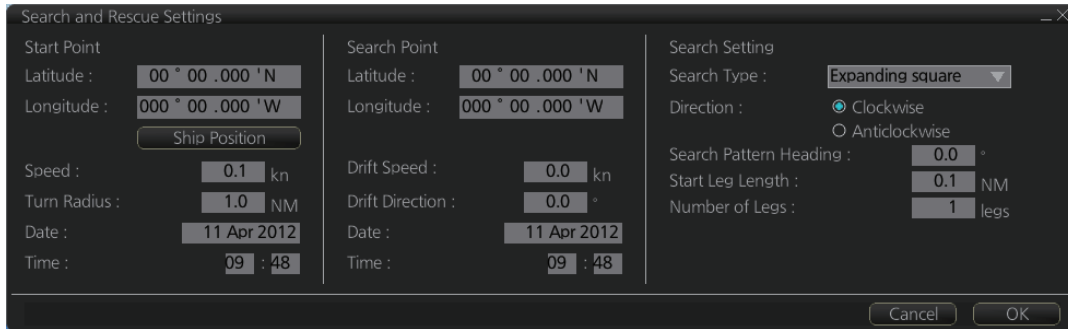 Search and Rescue Settings
Start Point
Latitude : 00 ° 00 .000 ' N
Longitude : 000 ° 00 .000 ' W
Ship Position
Speed : 0.1 kn
Turn Radius : 1.0 NM
Date : 11 Apr 2012
Time : 09 : 48
Search Point
Latitude : 00 ° 00 .000 ' N
Longitude : 000 ° 00 .000 ' W
Drift Speed : 0.0 kn
Drift Direction : 0.0 °
Date : 11 Apr 2012
Time : 09 : 48
Search Setting
Search Type : Expanding square
Direction : Clockwise
Anticlockwise
Search Pattern Heading : 0.0 °
Start Leg Length : 0.1 NM
Number of Legs : 1 legs
Cancel OK